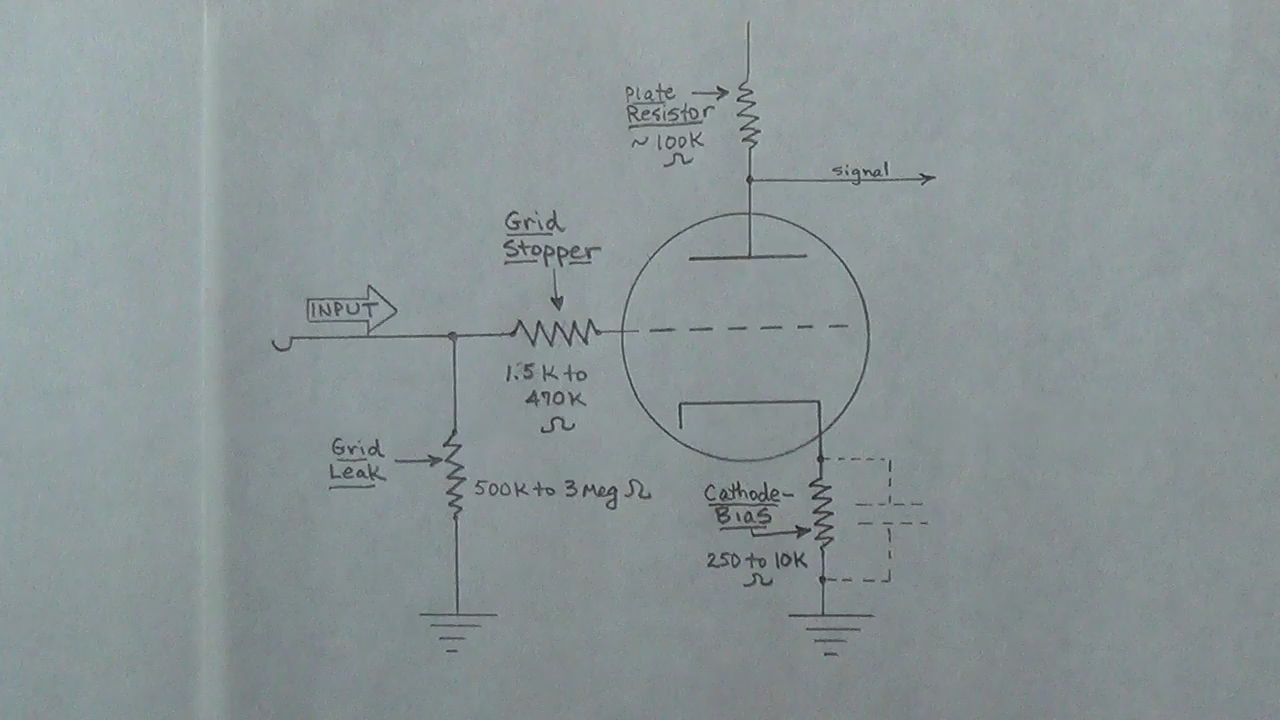 Plate
Resistor
~ 100K
Ω
signal
Grid
Stopper
INPUT
1.5K to
470K
Ω
Grid
Leak
500K to 3 Meg Ω
Cathode-
Bias
250 to 10K
Ω